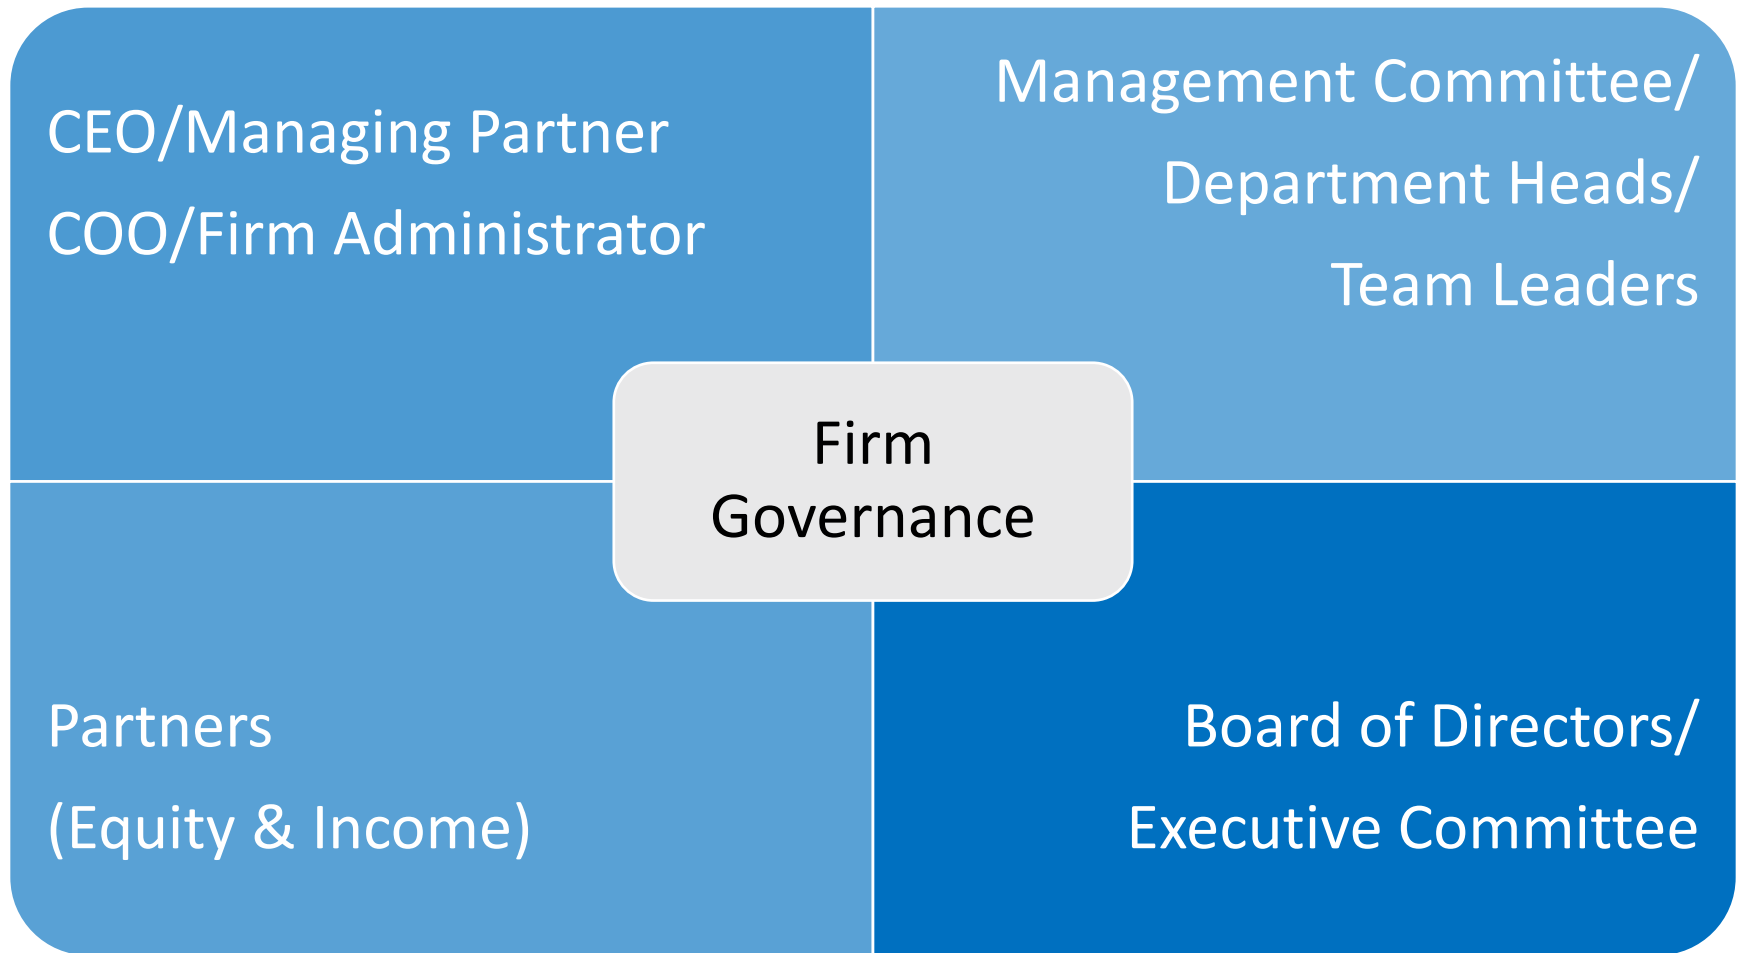 CEO/Managing Partner
COO/Firm Administrator
Management Committee/
Department Heads/
Team Leaders
Firm
Governance
Partners
(Equity & Income)
Board of Directors/
Executive Committee